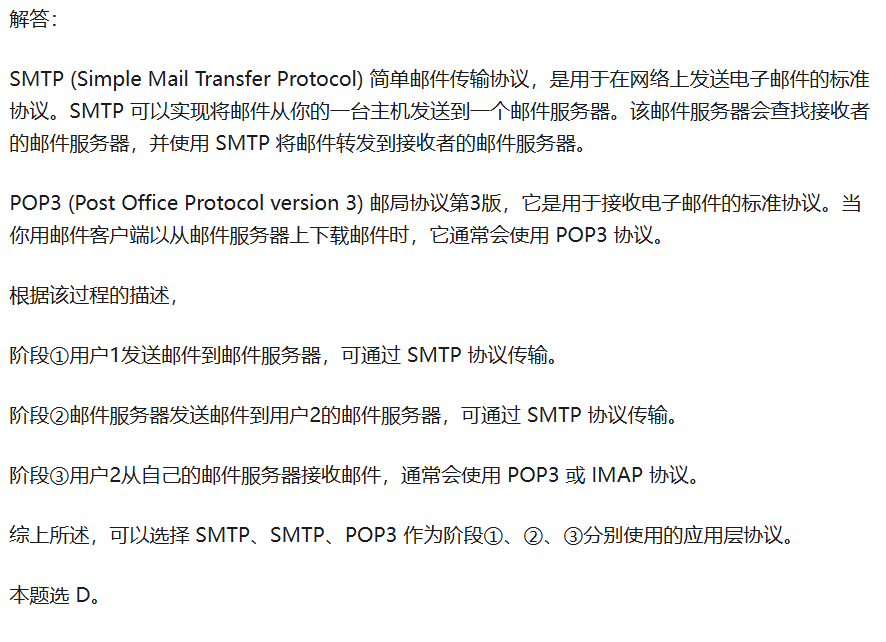 解答：
SMTP (Simple Mail Transfer Protocol) 简单邮件传输协议，是用于在网络上发送电子邮件的标准
协议。SMTP 可以实现将邮件从你的一台主机发送到一个邮件服务器。该邮件服务器会查找接收者
的邮件服务器，并使用 SMTP 将邮件转发到接收者的邮件服务器。
POP3 (Post Office Protocol version 3) 邮局协议第3版，它是用于接收电子邮件的标准协议。当
你用邮件客户端以从邮件服务器上下载邮件时，它通常会使用 POP3 协议。
根据该过程的描述，
阶段①用户1发送邮件到邮件服务器，可通过 SMTP 协议传输。
阶段②邮件服务器发送邮件到用户2的邮件服务器，可通过 SMTP 协议传输。
阶段③用户2从自己的邮件服务器接收邮件，通常会使用 POP3 或 IMAP 协议。
综上所述，可以选择 SMTP、SMTP、POP3 作为阶段①、②、③分别使用的应用层协议。
本题选 D。